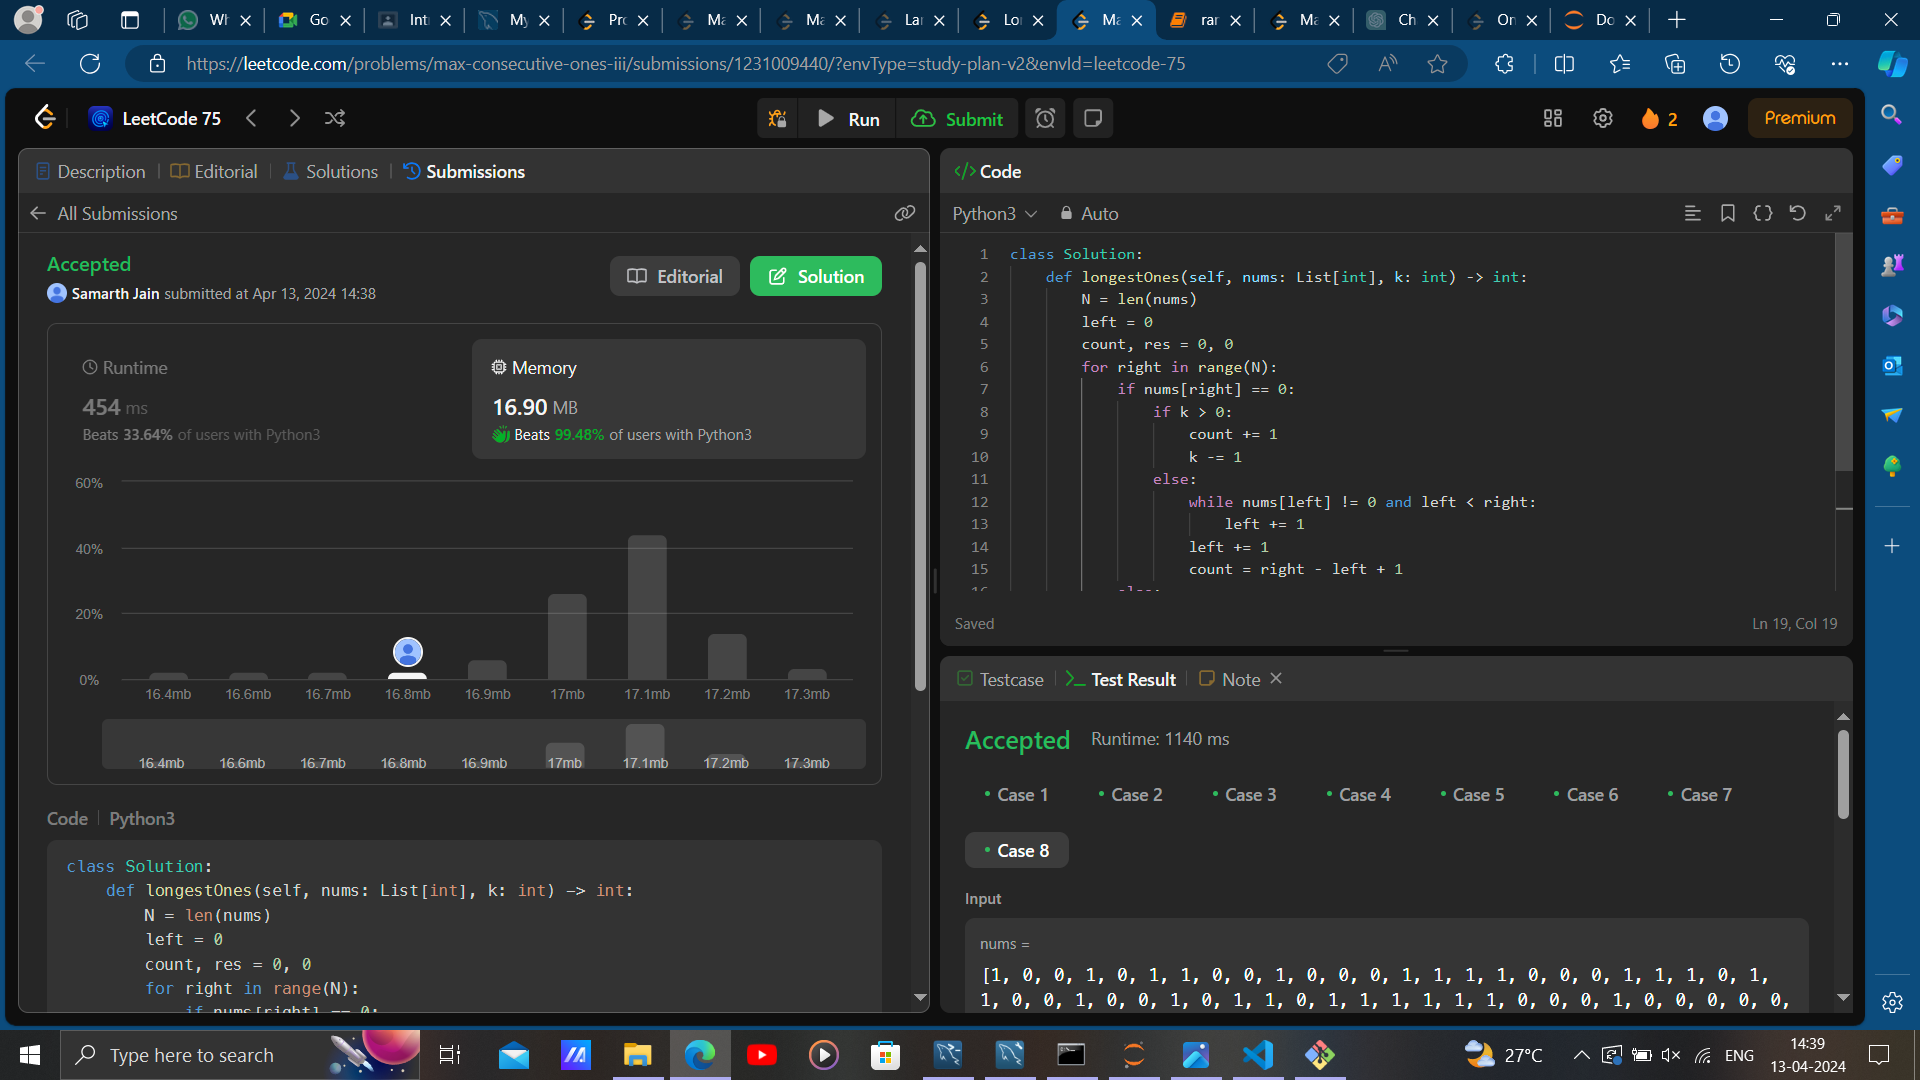 Wh
Go
Int
My
Pro
Ma
Ma
Lar
Lon
Ma
rar
Ma
Ch
On
Do
https://leetcode.com/problems/max-consecutive-ones-iii/submissions/1231009440/?envType=study-plan-v2&envId=leetcode-75
LeetCode 75
Run
Submit
2
Premium
Description
Editorial
Solutions
Submissions
All Submissions
Accepted
Samarth Jain submitted at Apr 13, 2024 14:38
Editorial
Solution
Runtime
454 ms
Beats 33.64% of users with Python3
Memory
16.90 MB
Beats 99.48% of users with Python3
60%
40%
20%
0%
16.4mb 16.6mb 16.7mb 16.8mb 16.9mb 17mb 17.1mb 17.2mb 17.3mb
16.4mb 16.6mb 16.7mb 16.8mb 16.9mb 17mb 17.1mb 17.2mb 17.3mb
Code
Python3
class Solution:
def longestOnes(self, nums: List[int], k: int) -> int:
N = len(nums)
left = 0
count, res = 0, 0
for right in range(N):
if nums[right] == 0:
Code
Python3
Auto
1 class Solution:
2 def longestOnes(self, nums: List[int], k: int) -> int:
3 N = len(nums)
4 left = 0
5 count, res = 0, 0
6 for right in range(N):
7 if nums[right] == 0:
8 if k > 0:
9 count += 1
10 k -= 1
11 else:
12 while nums[left] != 0 and left < right:
13 left += 1
14 left += 1
15 count = right - left + 1
16 else:
Saved
Ln 19, Col 19
Testcase
Test Result
Note
Accepted
Runtime: 1140 ms
Case 1
Case 2
Case 3
Case 4
Case 5
Case 6
Case 7
Case 8
Input
nums =
[1, 0, 0, 1, 0, 1, 1, 0, 0, 1, 0, 0, 0, 1, 1, 1, 1, 0, 0, 0, 1, 1, 1, 0, 1,
1, 0, 0, 1, 0, 0, 1, 0, 1, 1, 0, 1, 1, 1, 1, 1, 1, 0, 0, 0, 1, 0, 0, 0, 0, 0,
Type here to search
27°C
ENG
14:39
13-04-2024